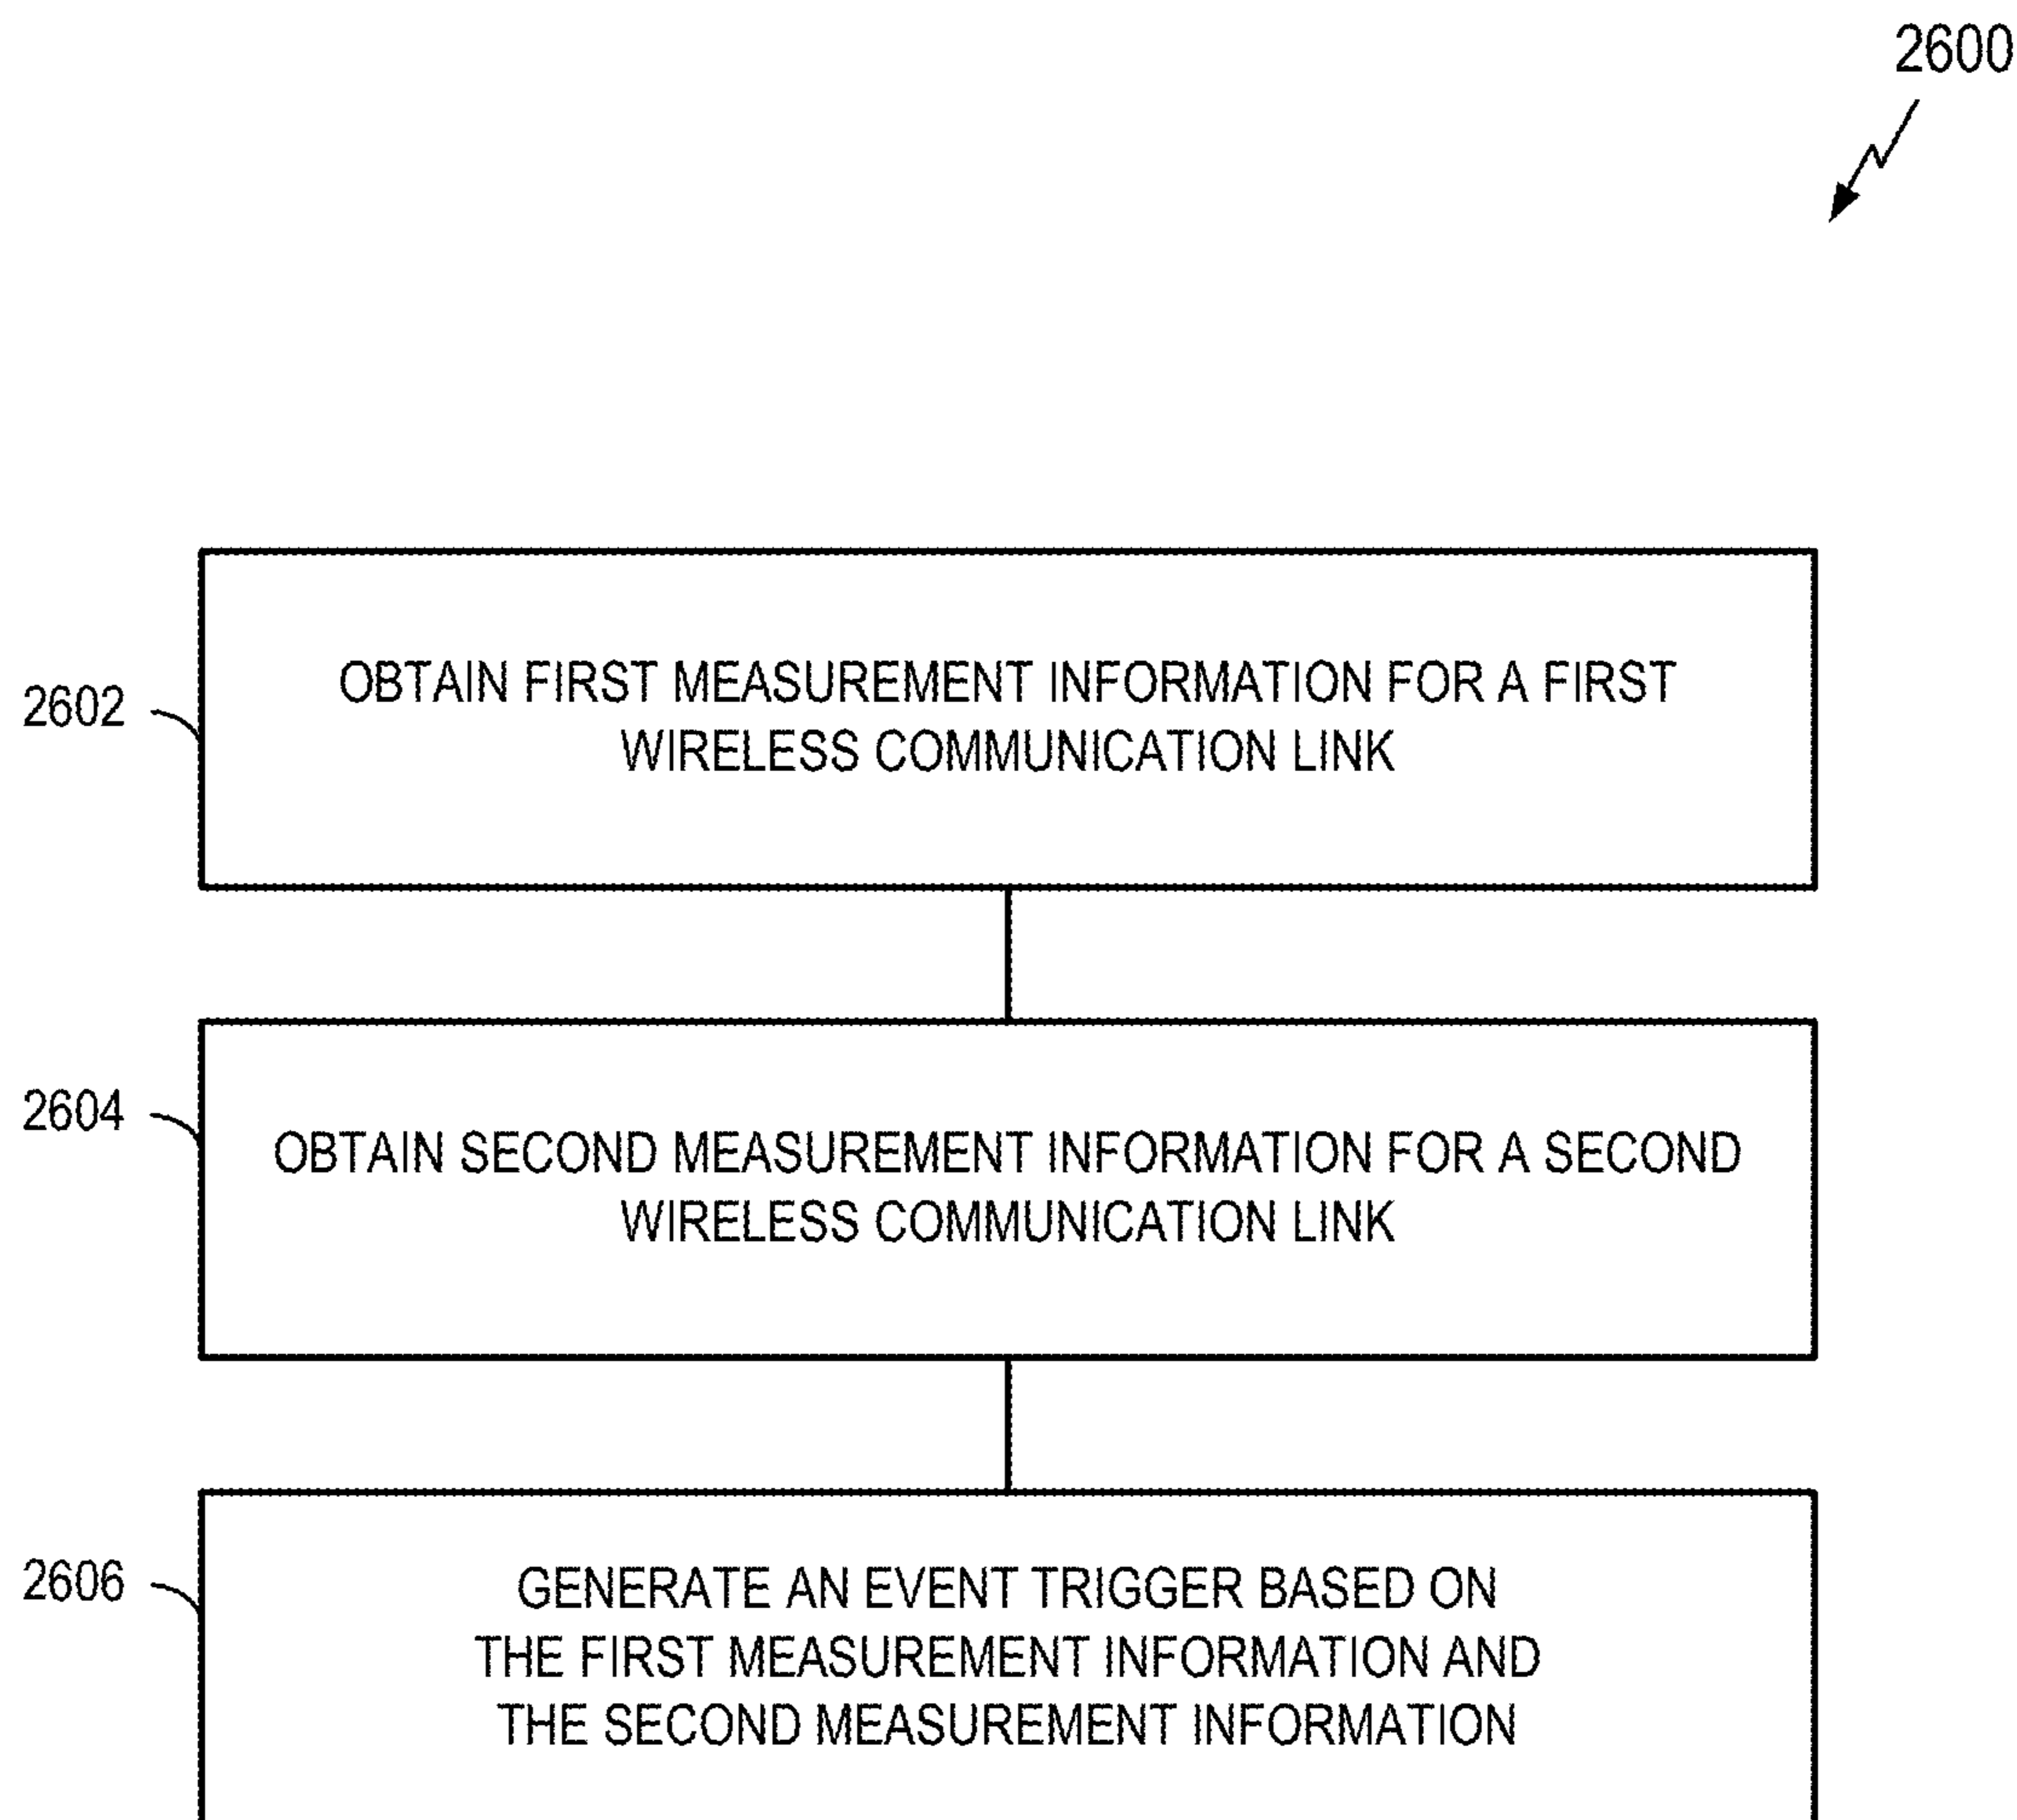 2600
2602
OBTAIN FIRST MEASUREMENT INFORMATION FOR A FIRST
WIRELESS COMMUNICATION LINK
2604
OBTAIN SECOND MEASUREMENT INFORMATION FOR A SECOND
WIRELESS COMMUNICATION LINK
2606
GENERATE AN EVENT TRIGGER BASED ON
THE FIRST MEASUREMENT INFORMATION AND
THE SECOND MEASUREMENT INFORMATION